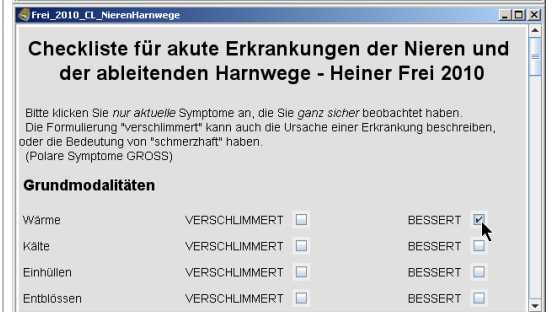 Frei_2010_CL_NierenHarnwege
Checkliste für akute Erkrankungen der Nieren und
der ableitenden Harnwege - Heiner Frei 2010
Bitte klicken Sie nur aktuelle Symptome an, die Sie ganz sicher beobachtet haben.
Die Formulierung "verschlimmert" kann auch die Ursache einer Erkrankung beschreiben,
oder die Bedeutung von "schmerzhaft" haben.
(Polare Symptome GROSS)
Grundmodalitäten
Wärme VERSCHLIMMERT BESSERT
Kälte VERSCHLIMMERT BESSERT
Einhüllen VERSCHLIMMERT BESSERT
Entblössen VERSCHLIMMERT BESSERT